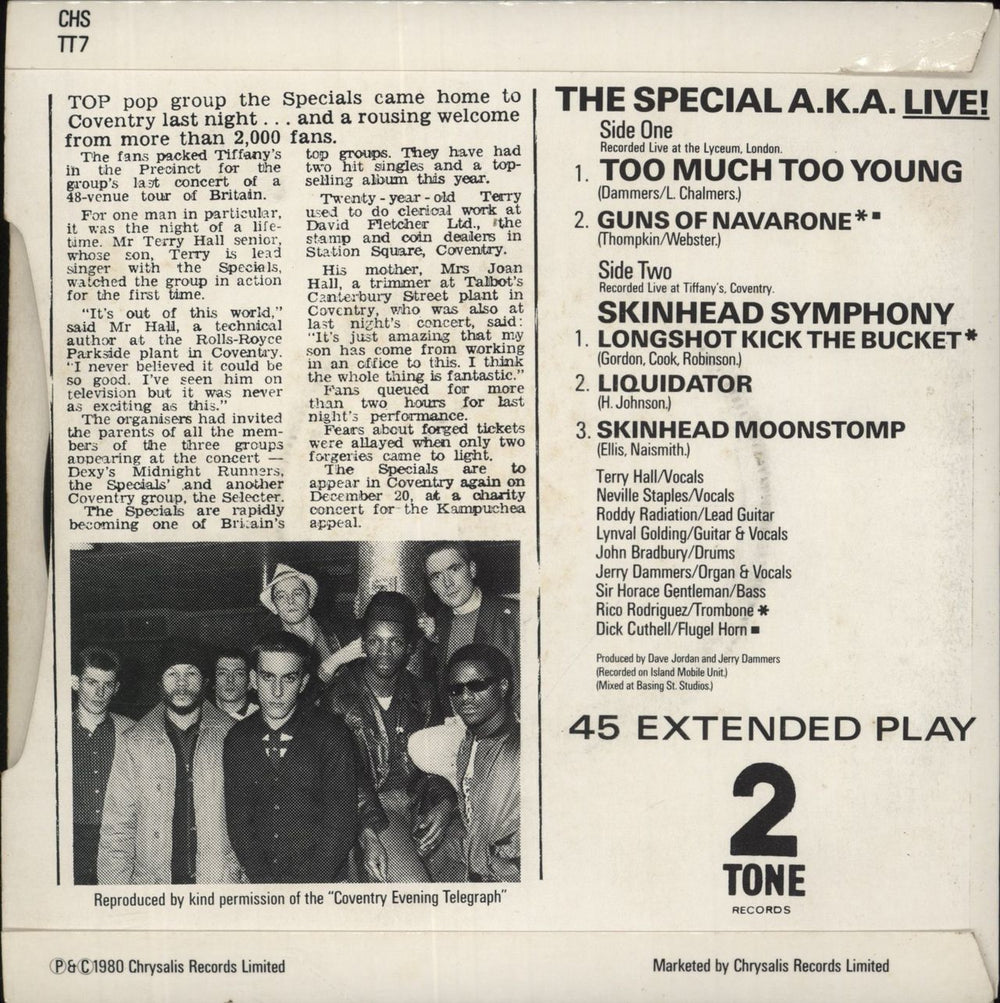 CHS
TT7
TOP pop group the Specials came home to
Coventry last night . . . and a rousing welcome
from more than 2,000 fans.
The fans packed Tiffany's
in the Precinct for the
group's last concert of a
48-venue tour of Britain.
For one man in particular,
it was the night of a life-
time. Mr Terry Hall senior,
whose son, Terry is lead
singer with the Specials,
watched the group in action
for the first time.
"It's out of this world,"
said Mr Hall, a technical
author at the Rolls-Royce
Parkside plant in Coventry.
"I never believed it could be
so good. I've seen him on
television but it was never
as exciting as this."
The organisers had invited
the parents of all the mem-
bers of the three groups
appearing at the concert —
Dexy's Midnight Runners,
the Specials' and another
Coventry group, the Selecter.
The Specials are rapidly
becoming one of Britain's
top groups. They have had
two hit singles and a top-
selling album this year.
Twenty-year-old Terry
used to do clerical work at
David Fletcher Ltd., the
stamp and coin dealers in
Station Square, Coventry.
His mother, Mrs Joan
Hall, a trimmer at Talbot's
Canterbury Street plant in
Coventry, who was also at
last night's concert, said:
"It's just amazing that my
son has come from working
in an office to this. I think
the whole thing is fantastic."
Fans queued for more
than two hours for last
night's performance.
Fears about forged tickets
were allayed when only two
forgeries came to light.
The Specials are to
appear in Coventry again on
December 20, at a charity
concert for the Kampuchea
appeal.
Reproduced by kind permission of the "Coventry Evening Telegraph"
THE SPECIAL A.K.A. LIVE!
Side One
Recorded Live at the Lyceum, London.
1. TOO MUCH TOO YOUNG
(Dammers/L. Chalmers.)
2. GUNS OF NAVARONE*▪
(Thompkin/Webster.)
Side Two
Recorded Live at Tiffany's, Coventry.
SKINHEAD SYMPHONY
1. LONGSHOT KICK THE BUCKET*
(Gordon, Cook, Robinson.)
2. LIQUIDATOR
(H. Johnson.)
3. SKINHEAD MOONSTOMP
(Ellis, Naismith.)
Terry Hall/Vocals
Neville Staples/Vocals
Roddy Radiation/Lead Guitar
Lynval Golding/Guitar & Vocals
John Bradbury/Drums
Jerry Dammers/Organ & Vocals
Sir Horace Gentleman/Bass
Rico Rodriguez/Trombone *
Dick Cuthell/Flugel Horn ▪
Produced by Dave Jordan and Jerry Dammers
(Recorded on Island Mobile Unit.)
(Mixed at Basing St. Studios.)
45 EXTENDED PLAY
2
TONE
RECORDS
Ⓟ & Ⓒ 1980 Chrysalis Records Limited
Marketed by Chrysalis Records Limited